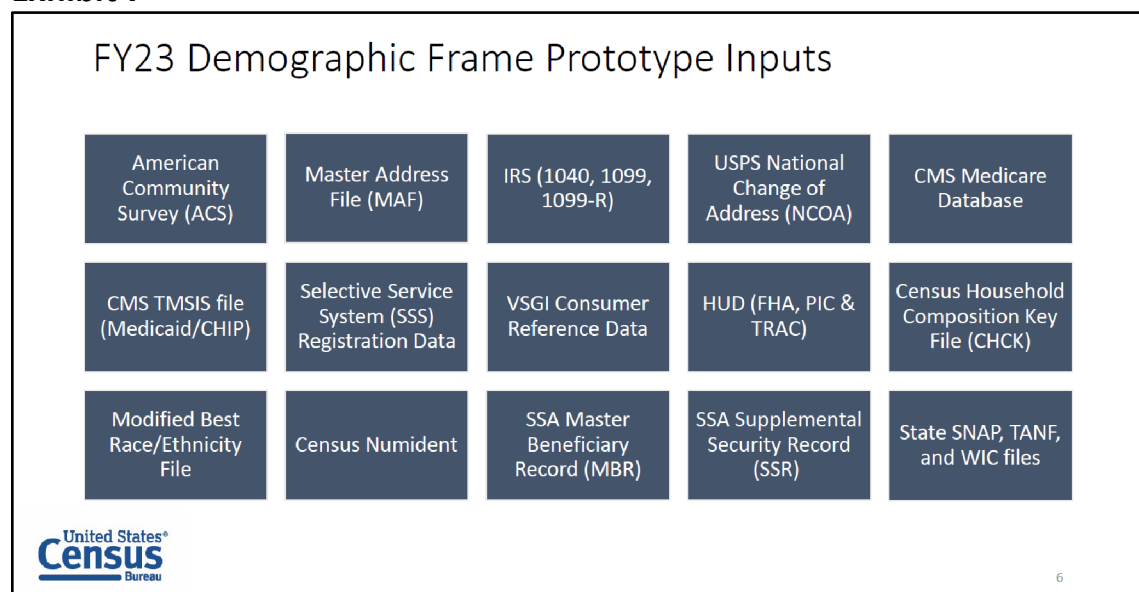 FY23 Demographic Frame Prototype Inputs
American
Community
Survey (ACS)
Master Address
File (MAF)
IRS (1040, 1099,
1099-R)
USPS National
Change of
Address (NCOA)
CMS Medicare
Database
CMS TMSIS file
(Medicaid/CHIP)
Selective Service
System (SSS)
Registration Data
VSGI Consumer
Reference Data
HUD (FHA, PIC &
TRAC)
Census Household
Composition Key
File (CHCK)
Modified Best
Race/Ethnicity
File
Census Numident
SSA Master
Beneficiary
Record (MBR)
SSA Supplemental
Security Record
(SSR)
State SNAP, TANF,
and WIC files
United States®
Census
Bureau
6